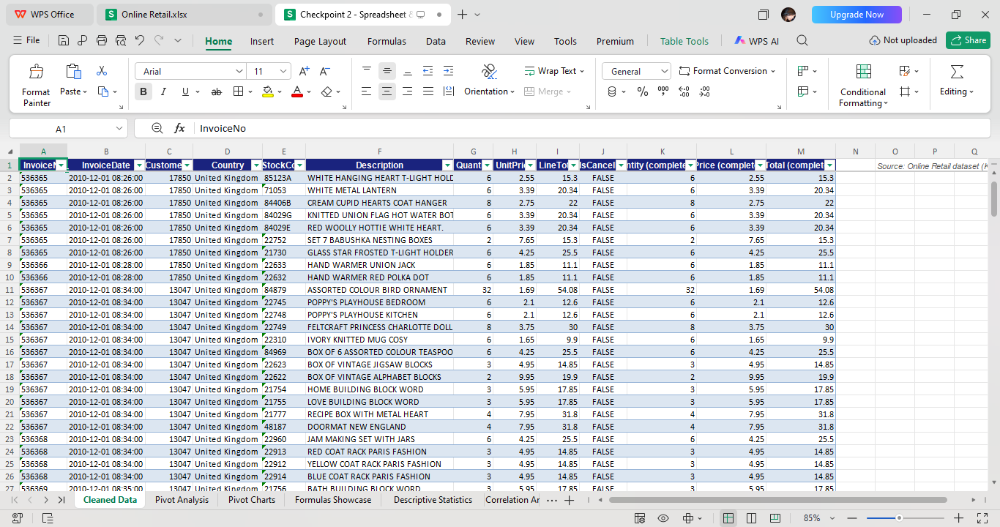 WPS Office
Online Retail.xlsx
Checkpoint 2 - Spreadsheet &
Upgrade Now
File
Home
Insert
Page Layout
Formulas
Data
Review
View
Tools
Premium
Table Tools
WPS AI
Not uploaded
Share
Format Painter
Paste
Arial
11
Wrap Text
General
Format Conversion
Orientation
Merge
Conditional Formatting
Editing
A1
InvoiceNo
A B C D E F G H I J K L M N O P Q
1 InvoiceN InvoiceDate Custome Country StockCo Description Quant UnitPri LineTo IsCancel ntity (complete Price (complet Total (complet Source: Online Retail dataset (K
2 536365 2010-12-01 08:26:00 17850 United Kingdom 85123A WHITE HANGING HEART T-LIGHT HOLD 6 2.55 15.3 FALSE 6 2.55 15.3
3 536365 2010-12-01 08:26:00 17850 United Kingdom 71053 WHITE METAL LANTERN 6 3.39 20.34 FALSE 6 3.39 20.34
4 536365 2010-12-01 08:26:00 17850 United Kingdom 84406B CREAM CUPID HEARTS COAT HANGER 8 2.75 22 FALSE 8 2.75 22
5 536365 2010-12-01 08:26:00 17850 United Kingdom 84029G KNITTED UNION FLAG HOT WATER BOT 6 3.39 20.34 FALSE 6 3.39 20.34
6 536365 2010-12-01 08:26:00 17850 United Kingdom 84029E RED WOOLLY HOTTIE WHITE HEART. 6 3.39 20.34 FALSE 6 3.39 20.34
7 536365 2010-12-01 08:26:00 17850 United Kingdom 22752 SET 7 BABUSHKA NESTING BOXES 2 7.65 15.3 FALSE 2 7.65 15.3
8 536365 2010-12-01 08:26:00 17850 United Kingdom 21730 GLASS STAR FROSTED T-LIGHT HOLDER 6 4.25 25.5 FALSE 6 4.25 25.5
9 536366 2010-12-01 08:28:00 17850 United Kingdom 22633 HAND WARMER UNION JACK 6 1.85 11.1 FALSE 6 1.85 11.1
10 536366 2010-12-01 08:28:00 17850 United Kingdom 22632 HAND WARMER RED POLKA DOT 6 1.85 11.1 FALSE 6 1.85 11.1
11 536367 2010-12-01 08:34:00 13047 United Kingdom 84879 ASSORTED COLOUR BIRD ORNAMENT 32 1.69 54.08 FALSE 32 1.69 54.08
12 536367 2010-12-01 08:34:00 13047 United Kingdom 22745 POPPY'S PLAYHOUSE BEDROOM 6 2.1 12.6 FALSE 6 2.1 12.6
13 536367 2010-12-01 08:34:00 13047 United Kingdom 22748 POPPY'S PLAYHOUSE KITCHEN 6 2.1 12.6 FALSE 6 2.1 12.6
14 536367 2010-12-01 08:34:00 13047 United Kingdom 22749 FELTCRAFT PRINCESS CHARLOTTE DOLL 8 3.75 30 FALSE 8 3.75 30
15 536367 2010-12-01 08:34:00 13047 United Kingdom 22310 IVORY KNITTED MUG COSY 6 1.65 9.9 FALSE 6 1.65 9.9
16 536367 2010-12-01 08:34:00 13047 United Kingdom 84969 BOX OF 6 ASSORTED COLOUR TEASPOO 6 4.25 25.5 FALSE 6 4.25 25.5
17 536367 2010-12-01 08:34:00 13047 United Kingdom 22623 BOX OF VINTAGE JIGSAW BLOCKS 3 4.95 14.85 FALSE 3 4.95 14.85
18 536367 2010-12-01 08:34:00 13047 United Kingdom 22622 BOX OF VINTAGE ALPHABET BLOCKS 2 9.95 19.9 FALSE 2 9.95 19.9
19 536367 2010-12-01 08:34:00 13047 United Kingdom 21754 HOME BUILDING BLOCK WORD 3 5.95 17.85 FALSE 3 5.95 17.85
20 536367 2010-12-01 08:34:00 13047 United Kingdom 21755 LOVE BUILDING BLOCK WORD 3 5.95 17.85 FALSE 3 5.95 17.85
21 536367 2010-12-01 08:34:00 13047 United Kingdom 21777 RECIPE BOX WITH METAL HEART 4 7.95 31.8 FALSE 4 7.95 31.8
22 536367 2010-12-01 08:34:00 13047 United Kingdom 48187 DOORMAT NEW ENGLAND 4 7.95 31.8 FALSE 4 7.95 31.8
23 536368 2010-12-01 08:34:00 13047 United Kingdom 22960 JAM MAKING SET WITH JARS 6 4.25 25.5 FALSE 6 4.25 25.5
24 536368 2010-12-01 08:34:00 13047 United Kingdom 22913 RED COAT RACK PARIS FASHION 3 4.95 14.85 FALSE 3 4.95 14.85
25 536368 2010-12-01 08:34:00 13047 United Kingdom 22912 YELLOW COAT RACK PARIS FASHION 3 4.95 14.85 FALSE 3 4.95 14.85
26 536368 2010-12-01 08:34:00 13047 United Kingdom 22914 BLUE COAT RACK PARIS FASHION 3 4.95 14.85 FALSE 3 4.95 14.85
27 536369 2010-12-01 08:35:00 13047 United Kingdom 21756 BATH BUILDING BLOCK WORD 3 5.95 17.85 FALSE 3 5.95 17.85
Cleaned Data
Pivot Analysis
Pivot Charts
Formulas Showcase
Descriptive Statistics
Correlation An
85%